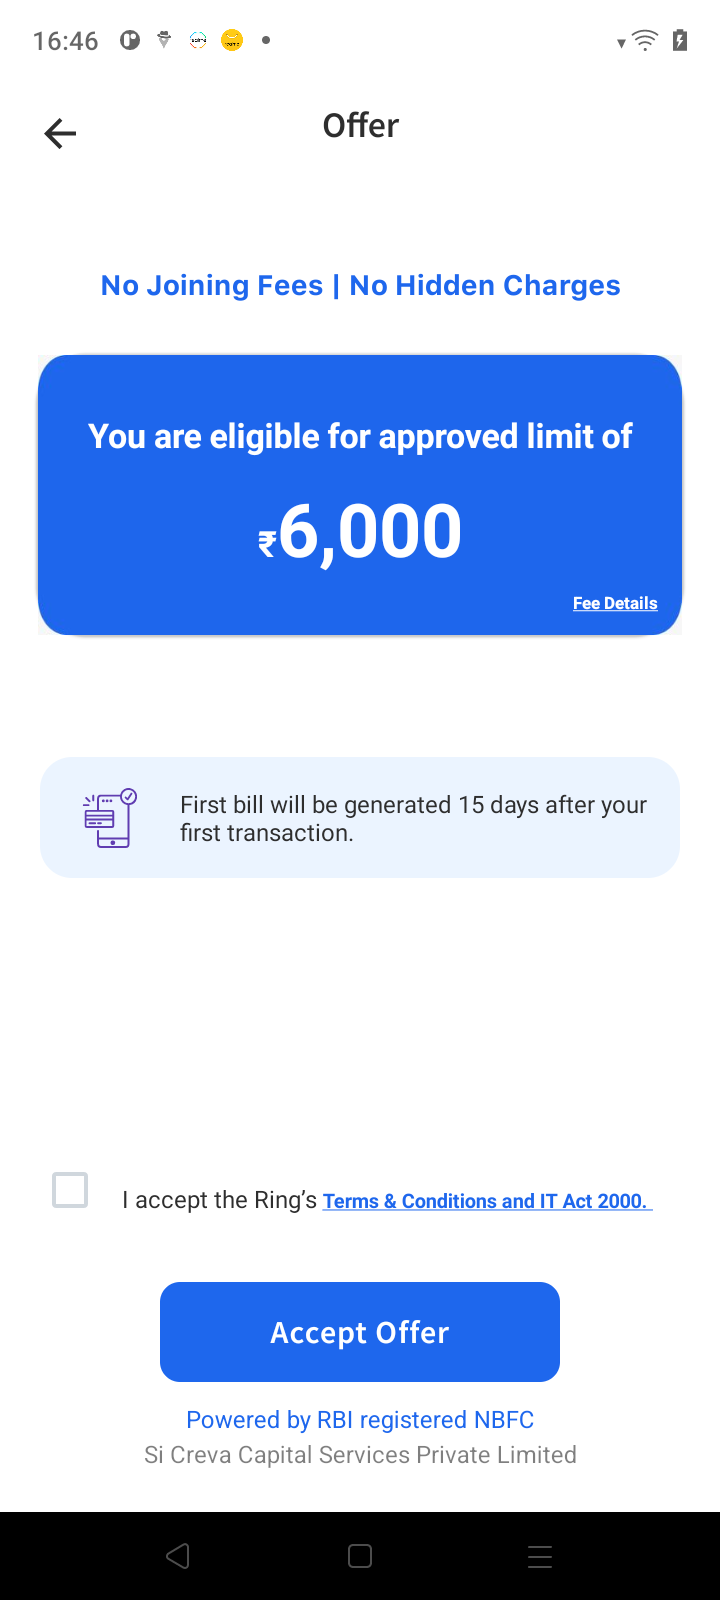 16:46
Offer
No Joining Fees | No Hidden Charges
You are eligible for approved limit of
₹6,000
Fee Details
First bill will be generated 15 days after your
first transaction.
I accept the Ring’s Terms & Conditions and IT Act 2000.
Accept Offer
Powered by RBI registered NBFC
Si Creva Capital Services Private Limited